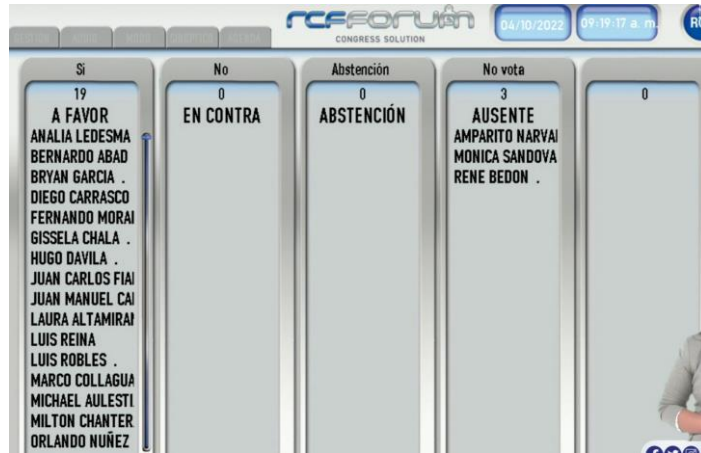 RCFFORUM
CONGRESS SOLUTION
04/10/2022
09:19:17 a. m.
Si
19
A FAVOR
ANALIA LEDESMA
BERNARDO ABAD
BRYAN GARCIA .
DIEGO CARRASCO
FERNANDO MORAI
GISSELA CHALA .
HUGO DAVILA .
JUAN CARLOS FIAI
JUAN MANUEL CAI
LAURA ALTAMIRAI
LUIS REINA
LUIS ROBLES .
MARCO COLLAGUA
MICHAEL AULESTI
MILTON CHANTER
ORLANDO NUÑEZ
No
0
EN CONTRA
Abstención
0
ABSTENCIÓN
No vota
3
AUSENTE
AMPARITO NARVAI
MONICA SANDOVA
RENE BEDON .
0